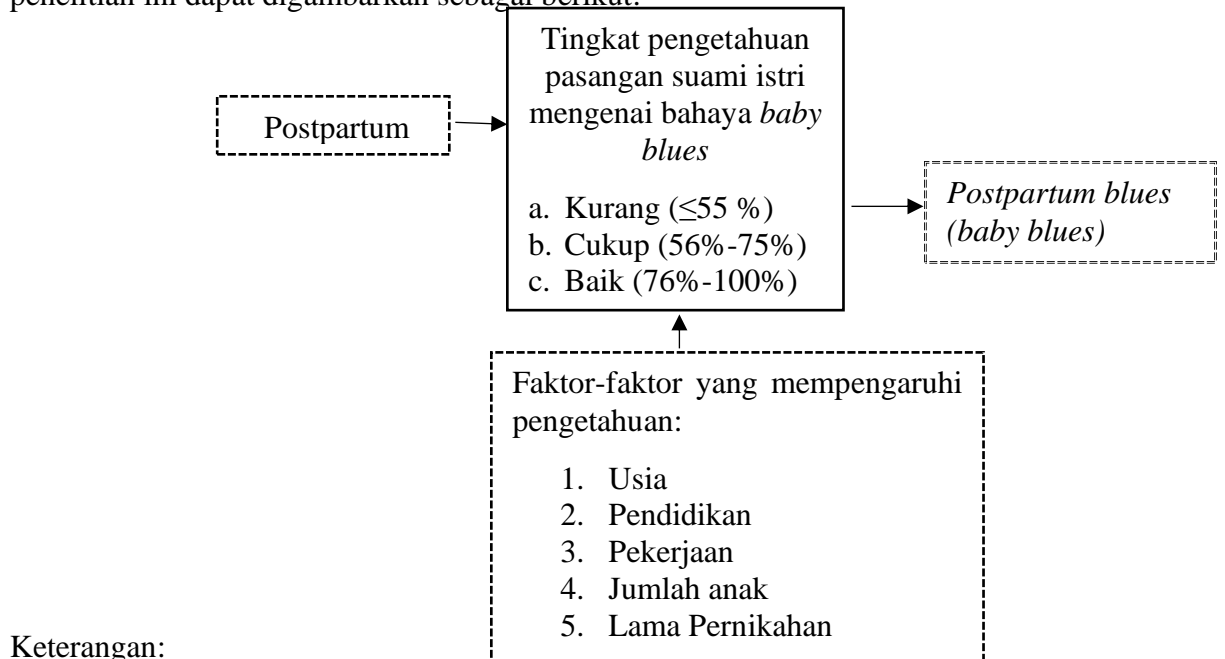 penelitian ini dapat digambarkan sebagai berikut:
Tingkat pengetahuan
pasangan suami istri
mengenai bahaya baby
blues
a. Kurang (≤55 %)
b. Cukup (56%-75%)
c. Baik (76%-100%)
Postpartum
Postpartum blues
(baby blues)
Faktor-faktor yang mempengaruhi
pengetahuan:
1. Usia
2. Pendidikan
3. Pekerjaan
4. Jumlah anak
5. Lama Pernikahan
Keterangan: